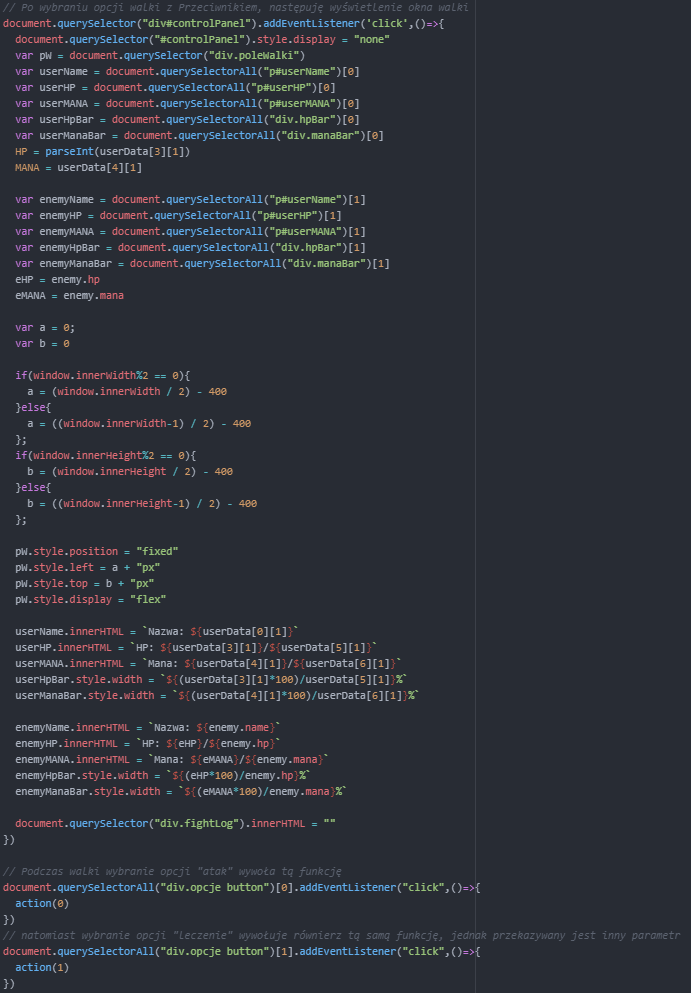 // Po wybraniu opcji walki z Przeciwnikiem, następuję wyświetlenie okna walki
document.querySelector("div#controlPanel").addEventListener('click',()=>{
  document.querySelector("#controlPanel").style.display = "none"
  var pW = document.querySelector("div.poleWalki")
  var userName = document.querySelectorAll("p#userName")[0]
  var userHP = document.querySelectorAll("p#userHP")[0]
  var userMANA = document.querySelectorAll("p#userMANA")[0]
  var userHpBar = document.querySelectorAll("div.hpBar")[0]
  var userManaBar = document.querySelectorAll("div.manaBar")[0]
  HP = parseInt(userData[3][1])
  MANA = userData[4][1]

  var enemyName = document.querySelectorAll("p#userName")[1]
  var enemyHP = document.querySelectorAll("p#userHP")[1]
  var enemyMANA = document.querySelectorAll("p#userMANA")[1]
  var enemyHpBar = document.querySelectorAll("div.hpBar")[1]
  var enemyManaBar = document.querySelectorAll("div.manaBar")[1]
  eHP = enemy.hp
  eMANA = enemy.mana

  var a = 0;
  var b = 0

  if(window.innerWidth%2 == 0){
    a = (window.innerWidth / 2) - 400
  }else{
    a = ((window.innerWidth-1) / 2) - 400
  };
  if(window.innerHeight%2 == 0){
    b = (window.innerHeight / 2) - 400
  }else{
    b = ((window.innerHeight-1) / 2) - 400
  };

  pW.style.position = "fixed"
  pW.style.left = a + "px"
  pW.style.top = b + "px"
  pW.style.display = "flex"

  userName.innerHTML = `Nazwa: ${userData[0][1]}`
  userHP.innerHTML = `HP: ${userData[3][1]}/${userData[5][1]}`
  userMANA.innerHTML = `Mana: ${userData[4][1]}/${userData[6][1]}`
  userHpBar.style.width = `${(userData[3][1]*100)/userData[5][1]}%`
  userManaBar.style.width = `${(userData[4][1]*100)/userData[6][1]}%`

  enemyName.innerHTML = `Nazwa: ${enemy.name}`
  enemyHP.innerHTML = `HP: ${eHP}/${enemy.hp}`
  enemyMANA.innerHTML = `Mana: ${eMANA}/${enemy.mana}`
  enemyHpBar.style.width = `${(eHP*100)/enemy.hp}%`
  enemyManaBar.style.width = `${(eMANA*100)/enemy.mana}%`

  document.querySelector("div.fightLog").innerHTML = ""
})

// Podczas walki wybranie opcji "atak" wywoła tą funkcję
document.querySelectorAll("div.opcje button")[0].addEventListener("click",()=>{
  action(0)
})
// natomiast wybranie opcji "leczenie" wywołuje równierz tą samą funkcję, jednak przekazywany jest inny parametr
document.querySelectorAll("div.opcje button")[1].addEventListener("click",()=>{
  action(1)
})